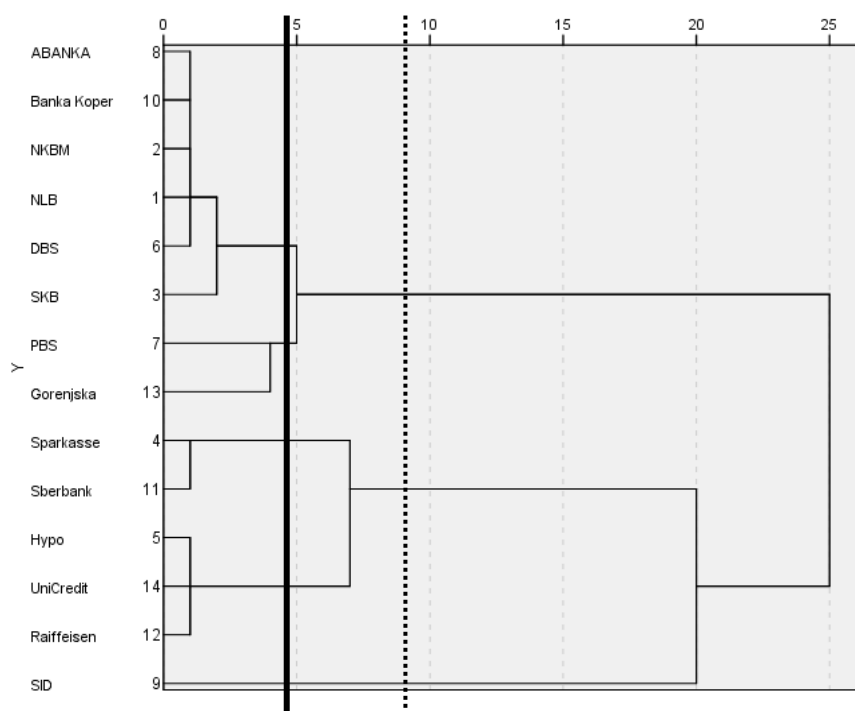 0 5 10 15 20 25
ABANKA 8
Banka Koper 10
NKBM 2
NLB 1
DBS 6
SKB 3
PBS 7
Y
Gorenjska 13
Sparkasse 4
Sberbank 11
Hypo 5
UniCredit 14
Raiffeisen 12
SID 9